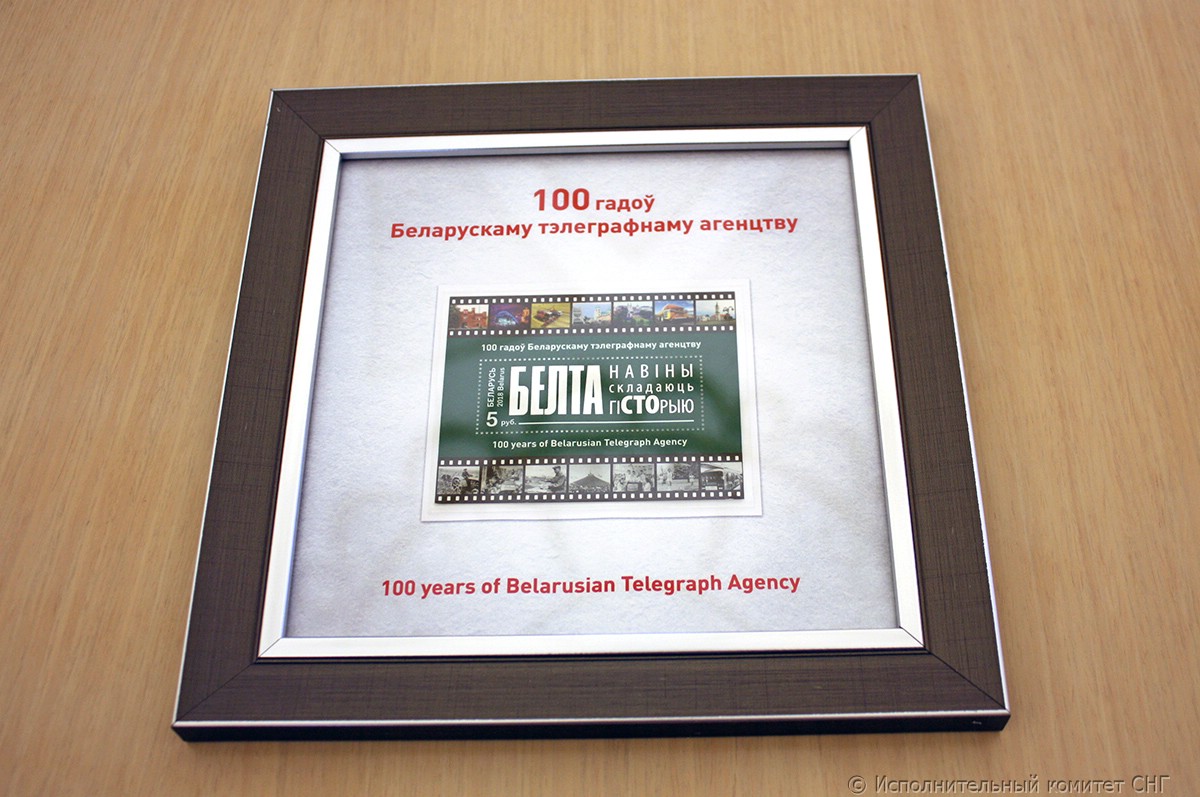 100 гадоў
Беларускаму тэлеграфнаму агенцтву
100 гадоў Беларускаму тэлеграфнаму агенцтву
БЕЛАРУСЬ
2018 Belarus
5 руб.
БЕЛТА
НАВІНЫ
складаюць
гіСТОрыю
100 years of Belarusian Telegraph Agency
100 years of Belarusian Telegraph Agency
© Исполнительный комитет СНГ